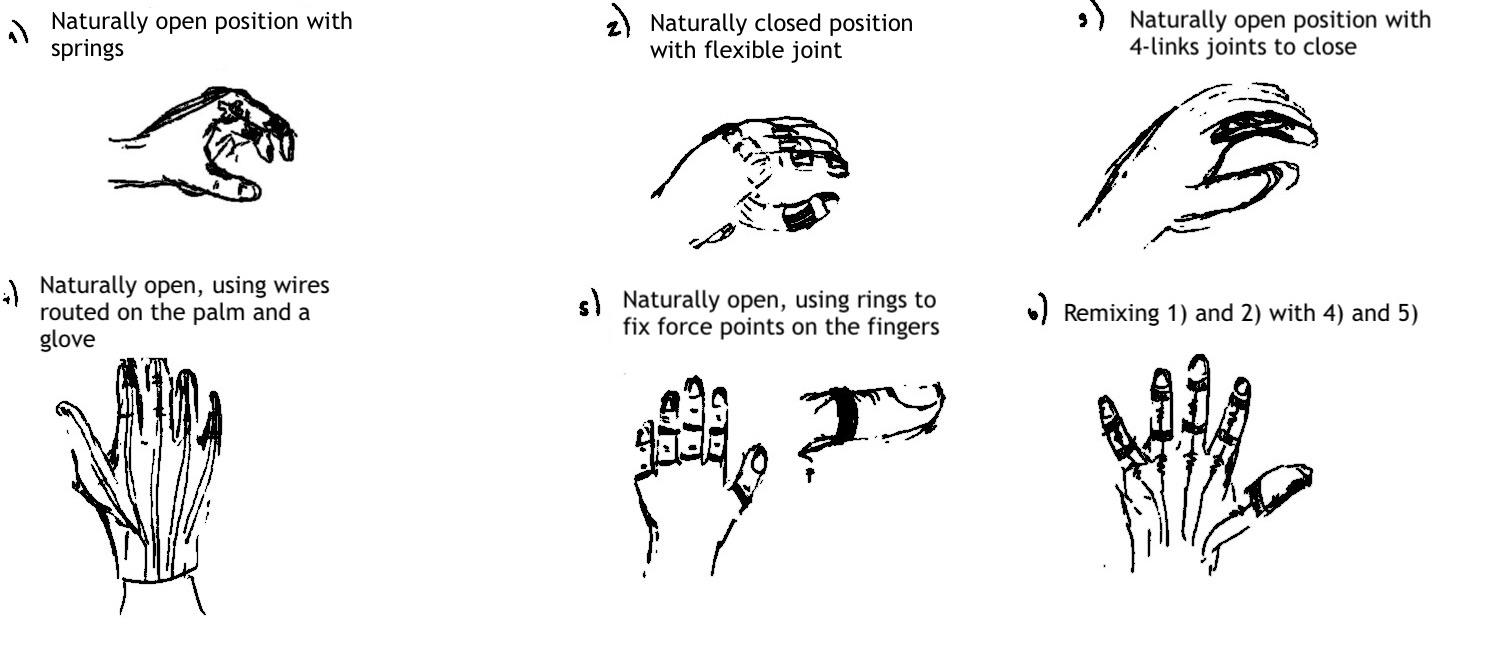 1) Naturally open position with
springs
2) Naturally closed position
with flexible joint
3) Naturally open position with
4-links joints to close
4) Naturally open, using wires
routed on the palm and a
glove
5) Naturally open, using rings to
fix force points on the fingers
6) Remixing 1) and 2) with 4) and 5)